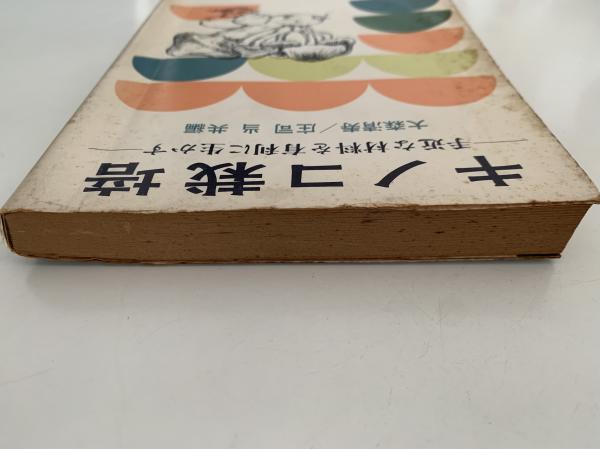 キノコ栽培
—手近な材料を有利に生かす—
大森清寿／庄司 当 共編